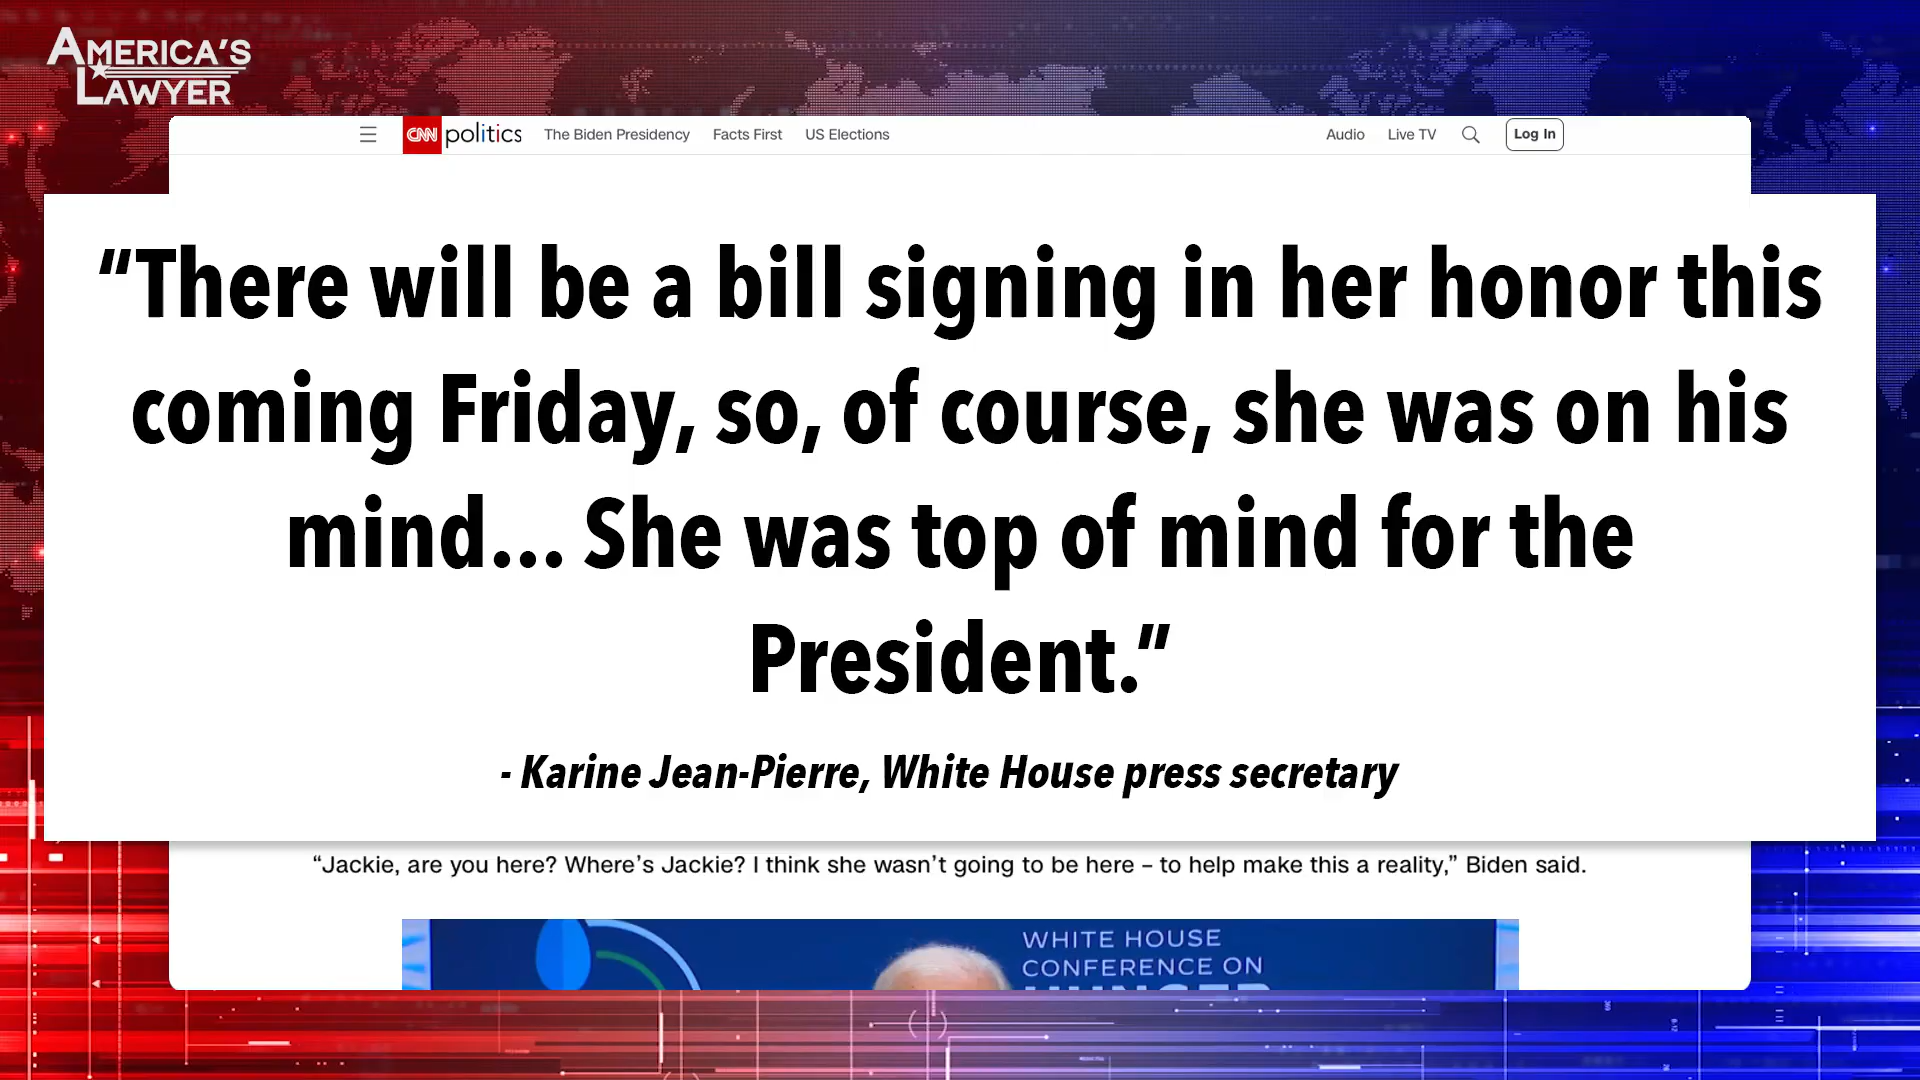 AMERICA'S
LAWYER
CNN politics The Biden Presidency Facts First US Elections Audio Live TV Log In
“There will be a bill signing in her honor this
coming Friday, so, of course, she was on his
mind... She was top of mind for the
President.”
- Karine Jean-Pierre, White House press secretary
“Jackie, are you here? Where’s Jackie? I think she wasn’t going to be here – to help make this a reality,” Biden said.
WHITE HOUSE
CONFERENCE ON
HUNGER